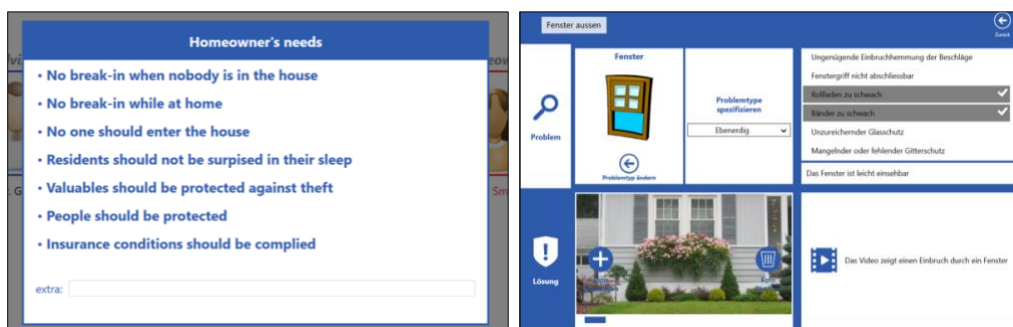 Homeowner's needs
• No break-in when nobody is in the house
• No break-in while at home
• No one should enter the house
• Residents should not be surpised in their sleep
• Valuables should be protected against theft
• People should be protected
• Insurance conditions should be complied
extra:
Fenster aussen
Zurück
Problem
Fenster
Problemtyp ändern
Problemtype
spezifizieren
Ebenerdig
Ungenügende Einbruchhemmung der Beschläge
Fenstergriff nicht abschliessbar
Rollladen zu schwach
Bänder zu schwach
Unzureichender Glasschutz
Mangelnder oder fehlender Gitterschutz
Das Fenster ist leicht einsehbar
Lösung
Das Video zeigt einen Einbruch durch ein Fenster